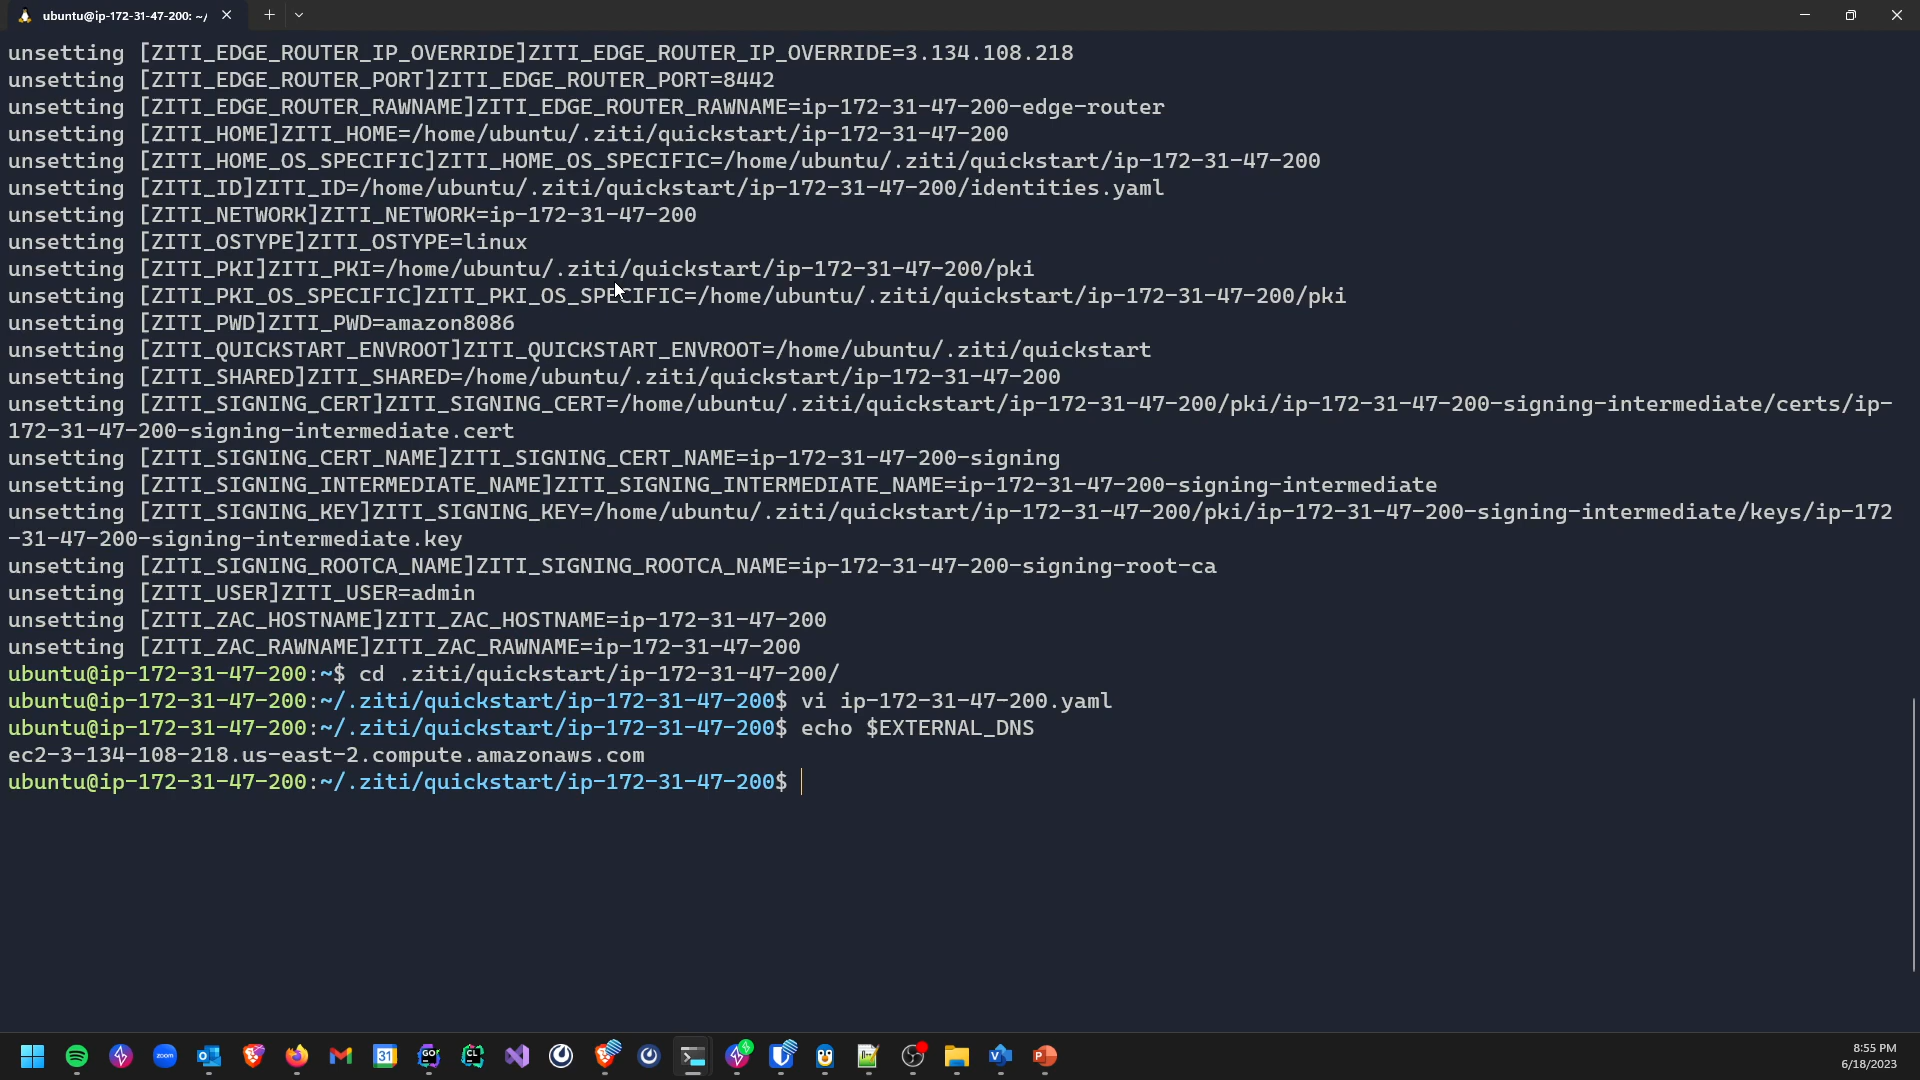 ubuntu@ip-172-31-47-200: ~/
unsetting [ZITI_EDGE_ROUTER_IP_OVERRIDE]ZITI_EDGE_ROUTER_IP_OVERRIDE=3.134.108.218
unsetting [ZITI_EDGE_ROUTER_PORT]ZITI_EDGE_ROUTER_PORT=8442
unsetting [ZITI_EDGE_ROUTER_RAWNAME]ZITI_EDGE_ROUTER_RAWNAME=ip-172-31-47-200-edge-router
unsetting [ZITI_HOME]ZITI_HOME=/home/ubuntu/.ziti/quickstart/ip-172-31-47-200
unsetting [ZITI_HOME_OS_SPECIFIC]ZITI_HOME_OS_SPECIFIC=/home/ubuntu/.ziti/quickstart/ip-172-31-47-200
unsetting [ZITI_ID]ZITI_ID=/home/ubuntu/.ziti/quickstart/ip-172-31-47-200/identities.yaml
unsetting [ZITI_NETWORK]ZITI_NETWORK=ip-172-31-47-200
unsetting [ZITI_OSTYPE]ZITI_OSTYPE=linux
unsetting [ZITI_PKI]ZITI_PKI=/home/ubuntu/.ziti/quickstart/ip-172-31-47-200/pki
unsetting [ZITI_PKI_OS_SPECIFIC]ZITI_PKI_OS_SPECIFIC=/home/ubuntu/.ziti/quickstart/ip-172-31-47-200/pki
unsetting [ZITI_PWD]ZITI_PWD=amazon8086
unsetting [ZITI_QUICKSTART_ENVROOT]ZITI_QUICKSTART_ENVROOT=/home/ubuntu/.ziti/quickstart
unsetting [ZITI_SHARED]ZITI_SHARED=/home/ubuntu/.ziti/quickstart/ip-172-31-47-200
unsetting [ZITI_SIGNING_CERT]ZITI_SIGNING_CERT=/home/ubuntu/.ziti/quickstart/ip-172-31-47-200/pki/ip-172-31-47-200-signing-intermediate/certs/ip-
172-31-47-200-signing-intermediate.cert
unsetting [ZITI_SIGNING_CERT_NAME]ZITI_SIGNING_CERT_NAME=ip-172-31-47-200-signing
unsetting [ZITI_SIGNING_INTERMEDIATE_NAME]ZITI_SIGNING_INTERMEDIATE_NAME=ip-172-31-47-200-signing-intermediate
unsetting [ZITI_SIGNING_KEY]ZITI_SIGNING_KEY=/home/ubuntu/.ziti/quickstart/ip-172-31-47-200/pki/ip-172-31-47-200-signing-intermediate/keys/ip-172
-31-47-200-signing-intermediate.key
unsetting [ZITI_SIGNING_ROOTCA_NAME]ZITI_SIGNING_ROOTCA_NAME=ip-172-31-47-200-signing-root-ca
unsetting [ZITI_USER]ZITI_USER=admin
unsetting [ZITI_ZAC_HOSTNAME]ZITI_ZAC_HOSTNAME=ip-172-31-47-200
unsetting [ZITI_ZAC_RAWNAME]ZITI_ZAC_RAWNAME=ip-172-31-47-200
ubuntu@ip-172-31-47-200:~$ cd .ziti/quickstart/ip-172-31-47-200/
ubuntu@ip-172-31-47-200:~/.ziti/quickstart/ip-172-31-47-200$ vi ip-172-31-47-200.yaml
ubuntu@ip-172-31-47-200:~/.ziti/quickstart/ip-172-31-47-200$ echo $EXTERNAL_DNS
ec2-3-134-108-218.us-east-2.compute.amazonaws.com
ubuntu@ip-172-31-47-200:~/.ziti/quickstart/ip-172-31-47-200$
zoom
31
GO
CL
8:55 PM
6/18/2023